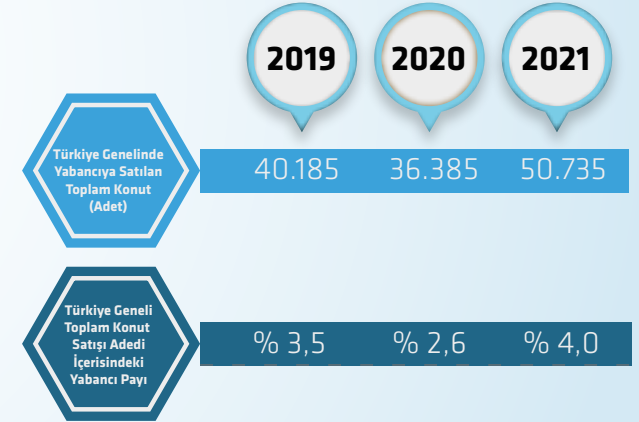 2019 2020 2021
Türkiye Genelinde
Yabancıya Satılan
Toplam Konut
(Adet)
40.185 36.385 50.735
Türkiye Geneli
Toplam Konut
Satışı Adedi
İçerisindeki
Yabancı Payı
% 3,5 % 2,6 % 4,0